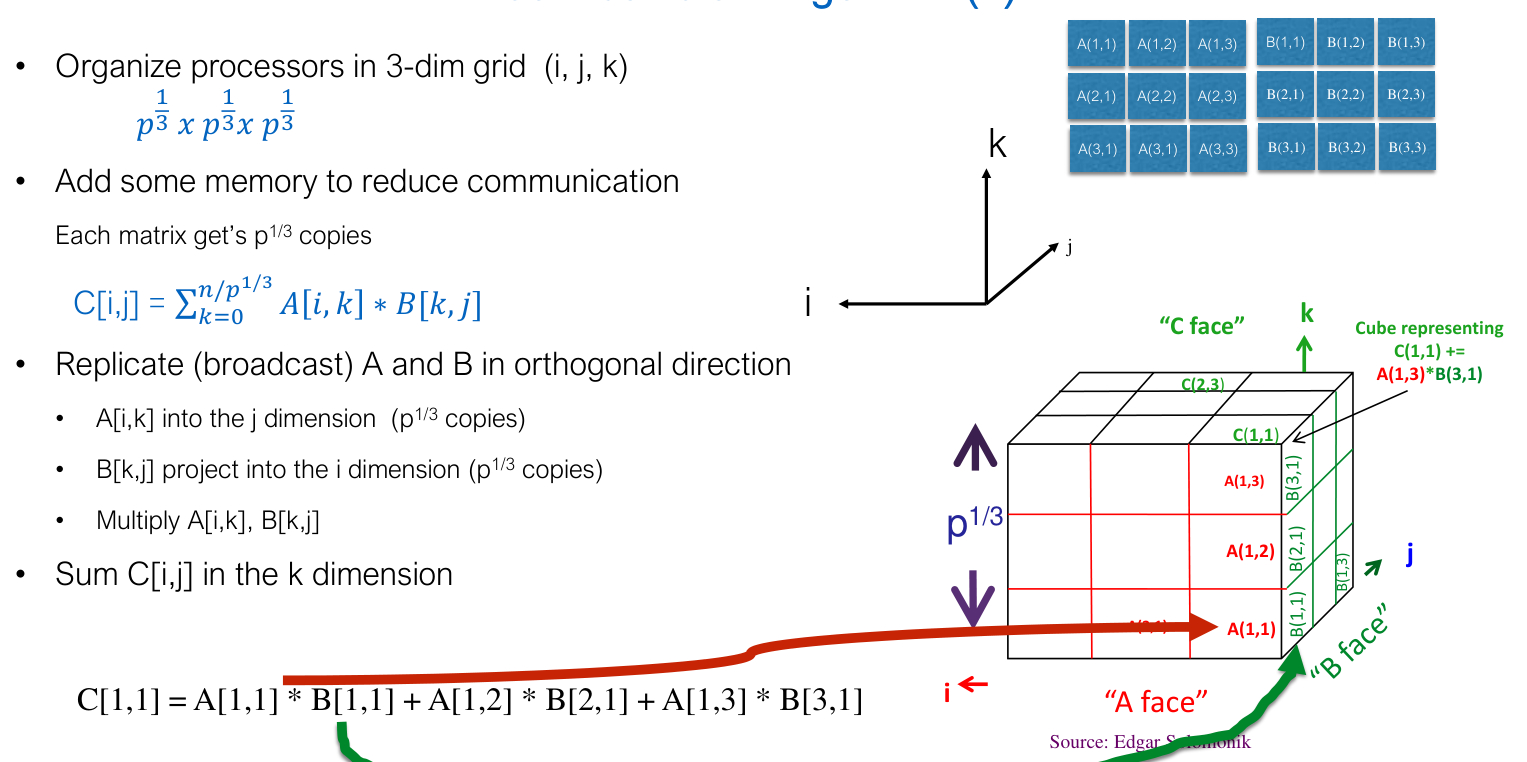 • Organize processors in 3-dim grid (i, j, k)
p^(1/3) x p^(1/3) x p^(1/3)
• Add some memory to reduce communication
Each matrix get's p^1/3 copies
C[i,j] = ∑_{k=0}^{n/p^{1/3}} A[i,k] ∗ B[k,j]
• Replicate (broadcast) A and B in orthogonal direction
• A[i,k] into the j dimension (p^1/3 copies)
• B[k,j] project into the i dimension (p^1/3 copies)
• Multiply A[i,k], B[k,j]
• Sum C[i,j] in the k dimension
C[1,1] = A[1,1] * B[1,1] + A[1,2] * B[2,1] + A[1,3] * B[3,1]
A(1,1) A(1,2) A(1,3) B(1,1) B(1,2) B(1,3)
A(2,1) A(2,2) A(2,3) B(2,1) B(2,2) B(2,3)
A(3,1) A(3,1) A(3,3) B(3,1) B(3,2) B(3,3)
k
j
i
"C face"
k
Cube representing
C(1,1) +=
A(1,3)*B(3,1)
C(2,3)
C(1,1)
A(1,3)
B(3,1)
p^1/3
A(1,2)
B(2,1)
B(1,3)
j
A(1,1)
B(1,1)
"B face"
i
"A face"
Source: Edgar Solomonik